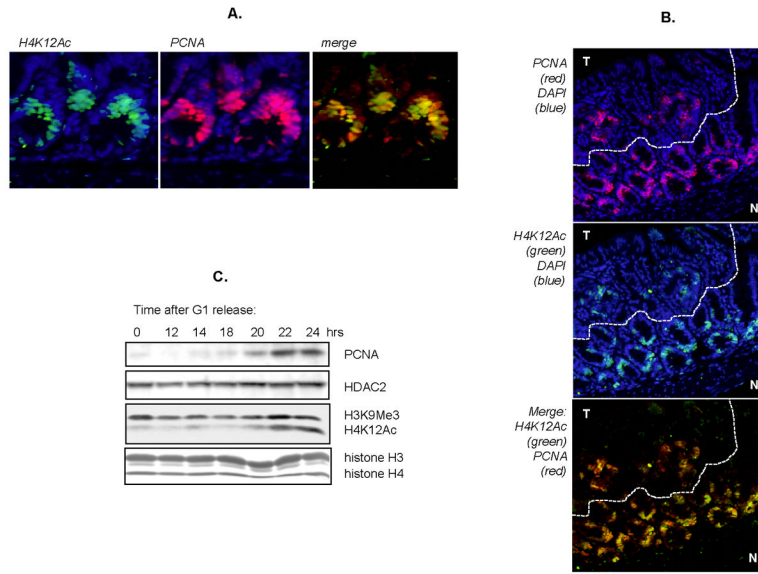 A.
H4K12Ac PCNA merge
B.
PCNA
(red)
DAPI
(blue)
T
N
H4K12Ac
(green)
DAPI
(blue)
T
N
Merge:
H4K12Ac
(green)
PCNA
(red)
T
N
C.
Time after G1 release:
0 12 14 18 20 22 24 hrs
PCNA
HDAC2
H3K9Me3
H4K12Ac
histone H3
histone H4